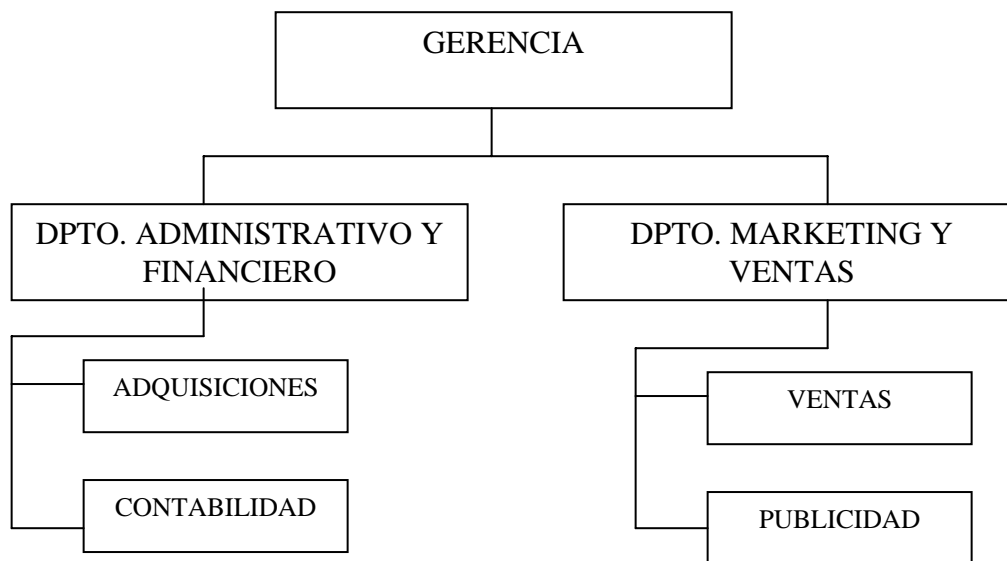 GERENCIA
DPTO. ADMINISTRATIVO Y
FINANCIERO
DPTO. MARKETING Y
VENTAS
ADQUISICIONES
VENTAS
CONTABILIDAD
PUBLICIDAD